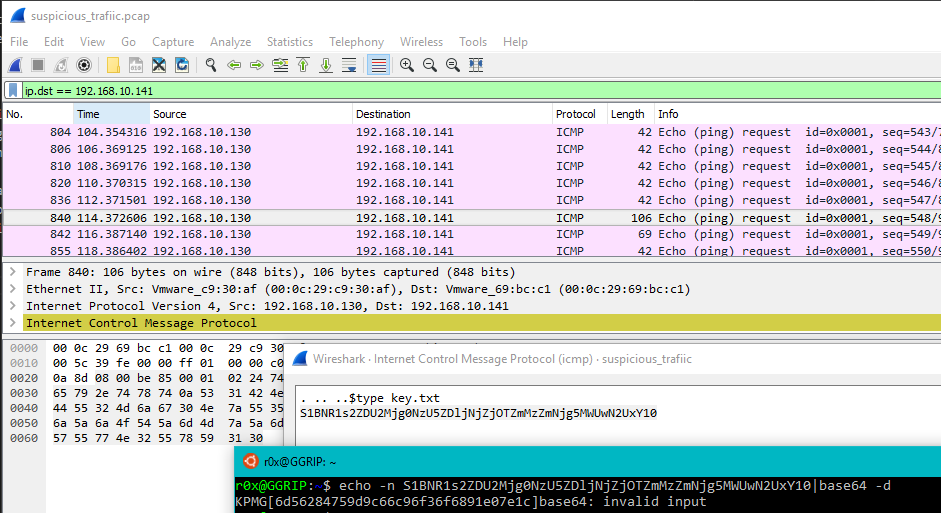 suspicious_trafiic.pcap
File Edit View Go Capture Analyze Statistics Telephony Wireless Tools Help
ip.dst == 192.168.10.141
No. Time Source Destination Protocol Length Info
804 104.354316 192.168.10.130 192.168.10.141 ICMP 42 Echo (ping) request id=0x0001, seq=543/7
806 106.369125 192.168.10.130 192.168.10.141 ICMP 42 Echo (ping) request id=0x0001, seq=544/8
810 108.369176 192.168.10.130 192.168.10.141 ICMP 42 Echo (ping) request id=0x0001, seq=545/8
820 110.370315 192.168.10.130 192.168.10.141 ICMP 42 Echo (ping) request id=0x0001, seq=546/8
836 112.371501 192.168.10.130 192.168.10.141 ICMP 42 Echo (ping) request id=0x0001, seq=547/8
840 114.372606 192.168.10.130 192.168.10.141 ICMP 106 Echo (ping) request id=0x0001, seq=548/9
842 116.387140 192.168.10.130 192.168.10.141 ICMP 69 Echo (ping) request id=0x0001, seq=549/9
855 118.386402 192.168.10.130 192.168.10.141 ICMP 42 Echo (ping) request id=0x0001, seq=550/9
Frame 840: 106 bytes on wire (848 bits), 106 bytes captured (848 bits)
Ethernet II, Src: Vmware_c9:30:af (00:0c:29:c9:30:af), Dst: Vmware_69:bc:c1 (00:0c:29:69:bc:c1)
Internet Protocol Version 4, Src: 192.168.10.130, Dst: 192.168.10.141
Internet Control Message Protocol
0000 00 0c 29 69 bc c1 00 0c 29 c9 30
0010 00 5c 39 fe 00 00 ff 01 00 00 c0
0020 0a 8d 08 00 be 85 00 01 02 24 74
0030 65 79 2e 74 78 74 0a 53 31 42 4e
0040 44 55 32 4d 6a 67 30 4e 7a 55 35
0050 6a 5a 6a 4f 54 5a 6d 4d 7a 5a 6d
0060 57 55 77 4e 32 55 78 59 31 30
Wireshark · Internet Control Message Protocol (icmp) · suspicious_trafiic
. .. ..$type key.txt
S1BNR1s2ZDU2Mjg0NzU5ZDljNjZjOTZmMzZmNjg5MWUwN2UxY10
r0x@GGRIP: ~
r0x@GGRIP:~$ echo -n S1BNR1s2ZDU2Mjg0NzU5ZDljNjZjOTZmMzZmNjg5MWUwN2UxY10|base64 -d
KPMG[6d56284759d9c66c96f36f6891e07e1c]base64: invalid input